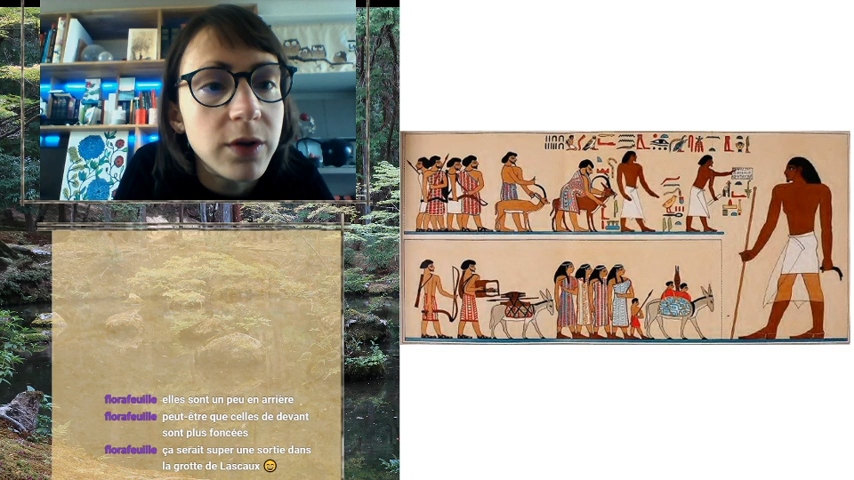 florafeuille elles sont un peu en arrière
florafeuille peut-être que celles de devant
sont plus foncées
florafeuille ça serait super une sortie dans
la grotte de Lascaux 😄